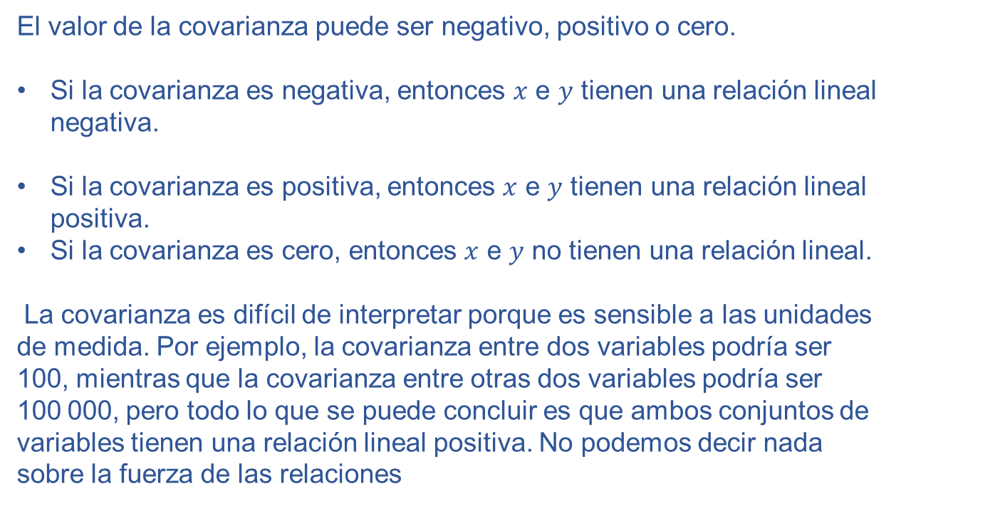 El valor de la covarianza puede ser negativo, positivo o cero.
• Si la covarianza es negativa, entonces x e y tienen una relación lineal
negativa.
• Si la covarianza es positiva, entonces x e y tienen una relación lineal
positiva.
• Si la covarianza es cero, entonces x e y no tienen una relación lineal.
La covarianza es difícil de interpretar porque es sensible a las unidades
de medida. Por ejemplo, la covarianza entre dos variables podría ser
100, mientras que la covarianza entre otras dos variables podría ser
100 000, pero todo lo que se puede concluir es que ambos conjuntos de
variables tienen una relación lineal positiva. No podemos decir nada
sobre la fuerza de las relaciones